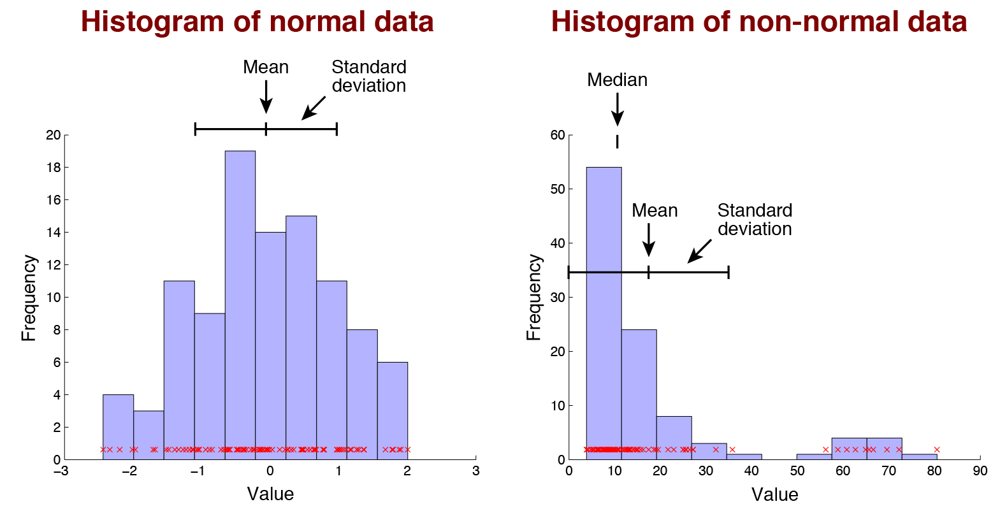 Histogram of normal data
Mean
Standard
deviation
20
18
16
14
12
10
8
6
4
2
0
Frequency
−3
−2
−1
0
1
2
3
Value
Histogram of non-normal data
Median
Mean
Standard
deviation
60
50
40
30
20
10
0
Frequency
0
10
20
30
40
50
60
70
80
90
Value